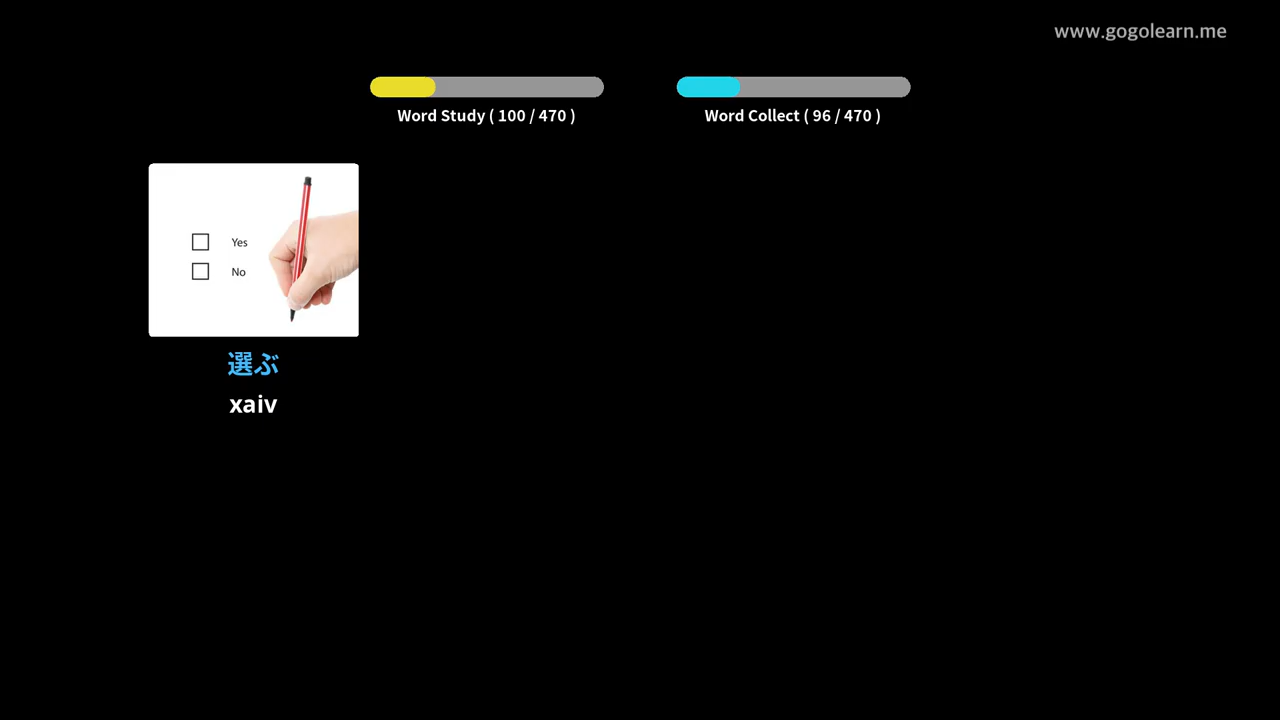 www.gogolearn.me
Word Study ( 100 / 470 )
Word Collect ( 96 / 470 )
Yes
No
選ぶ
xaiv